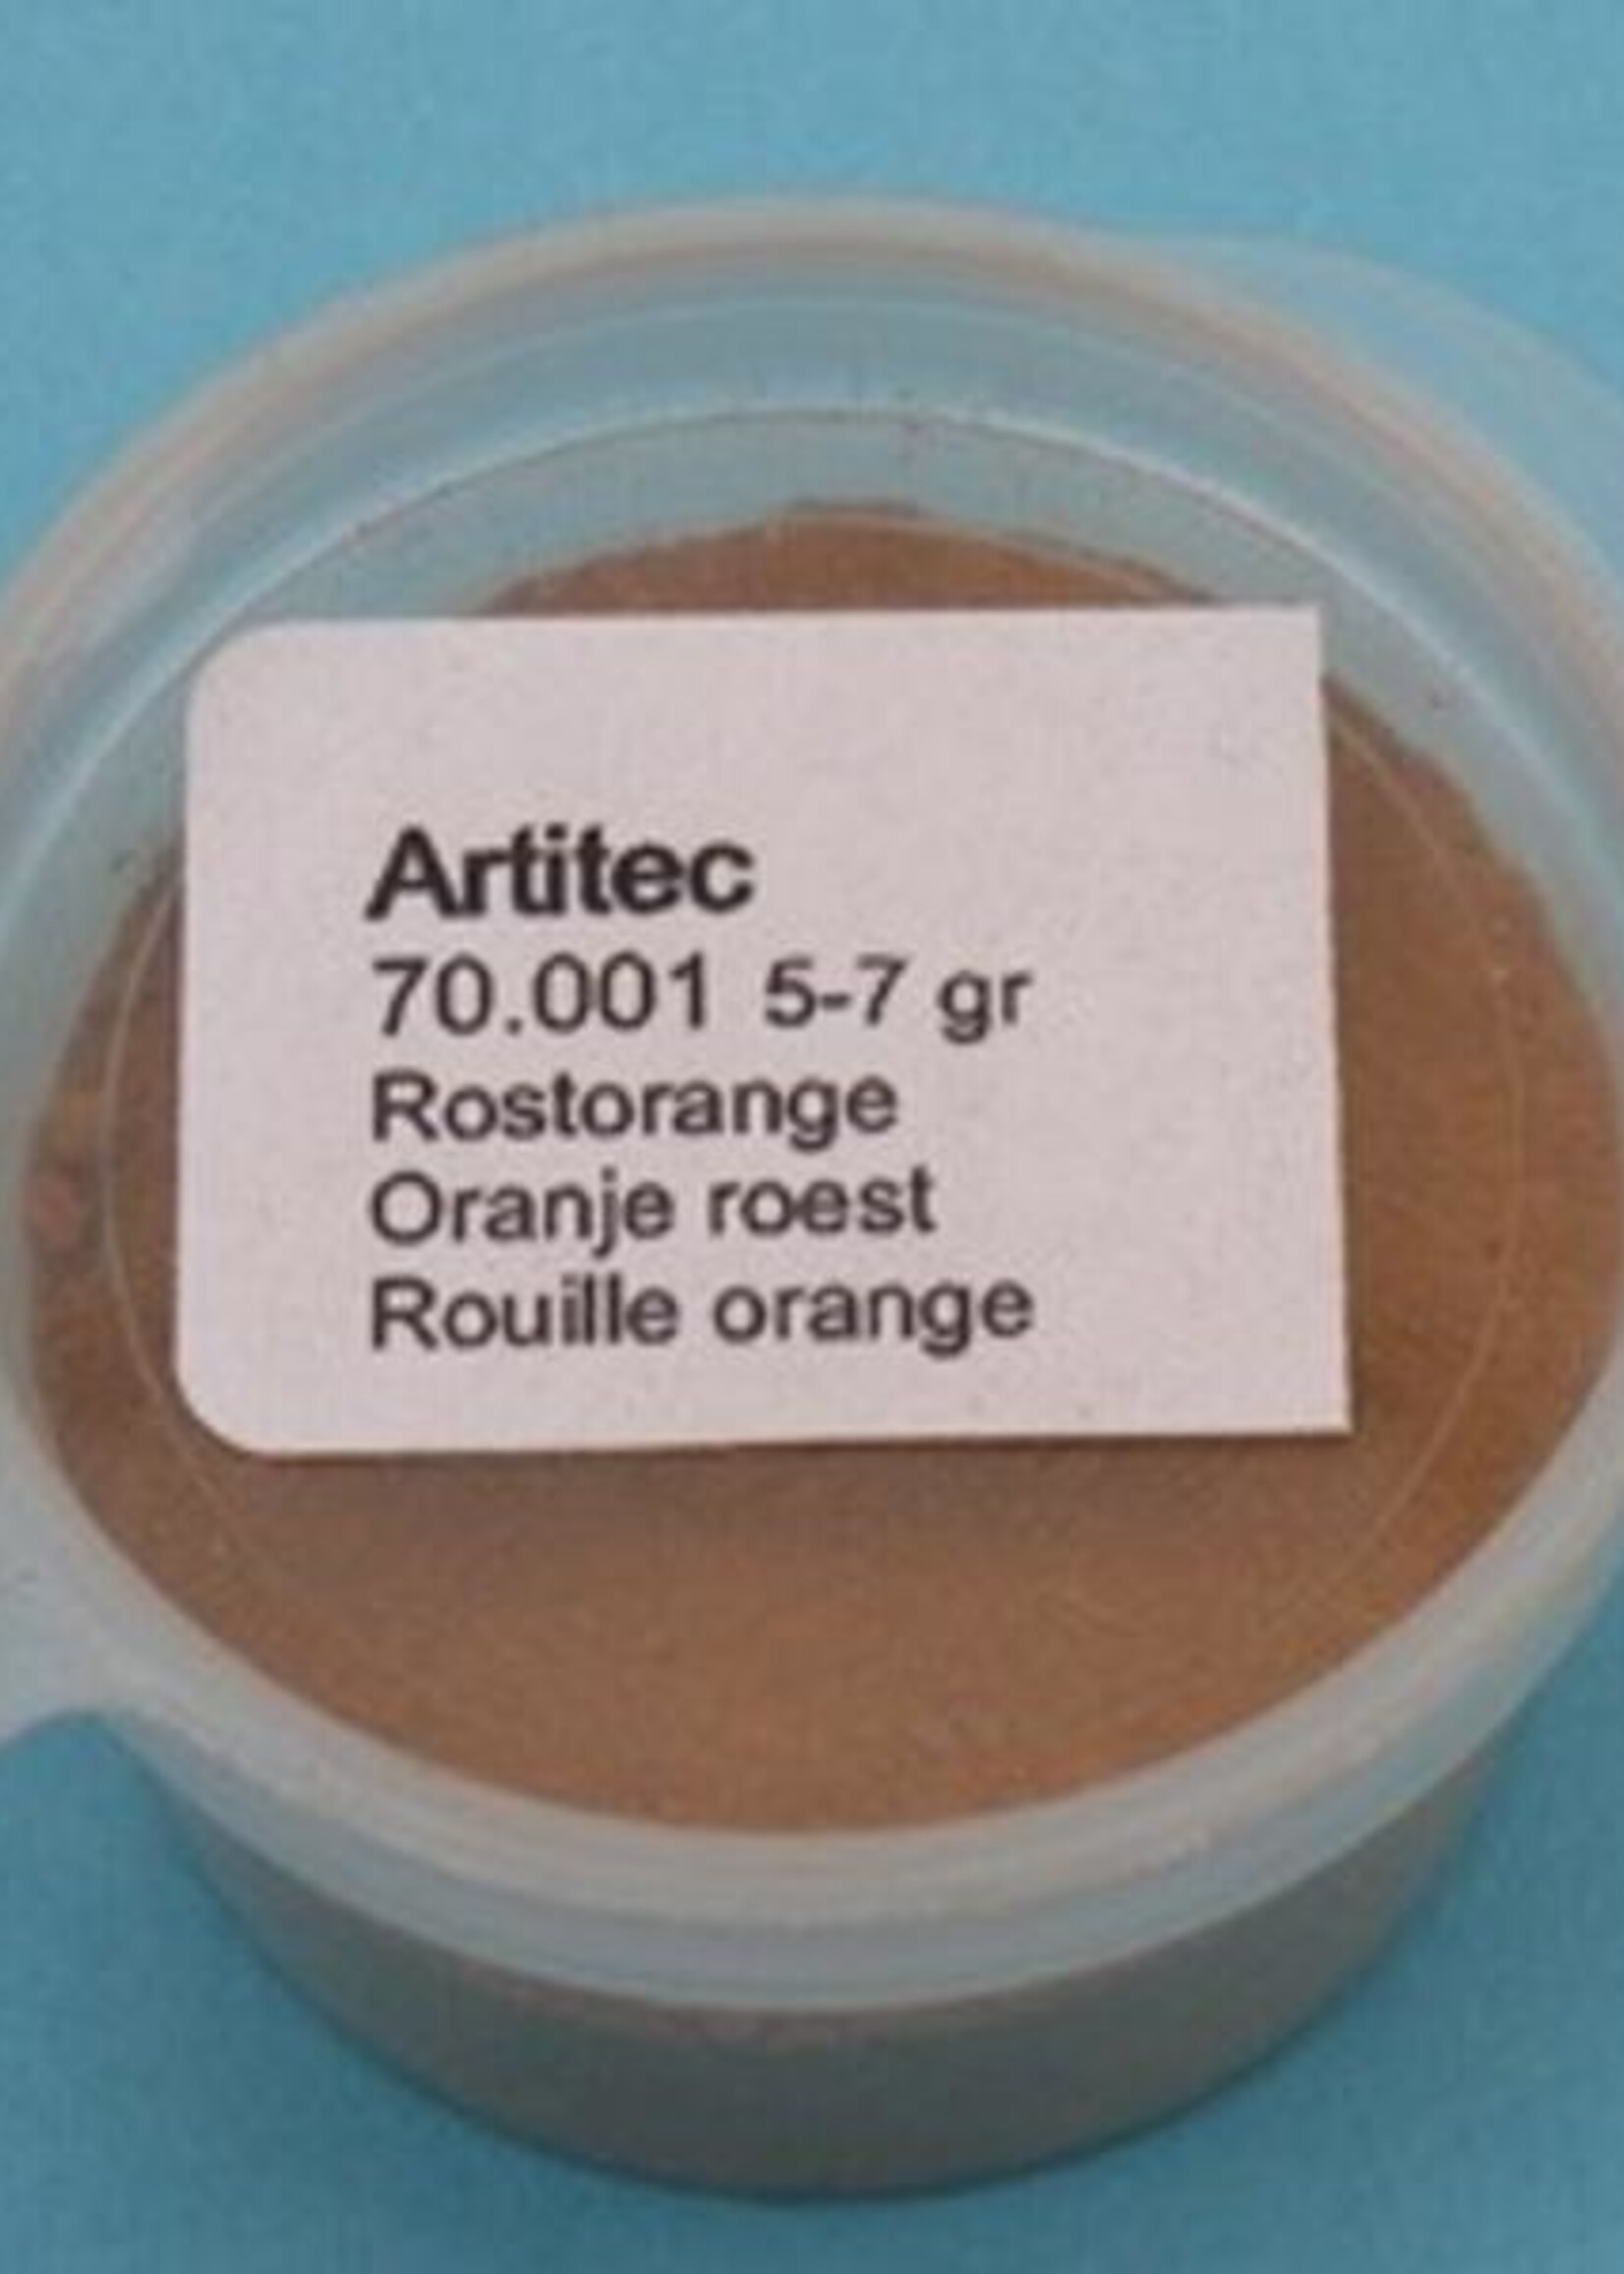 Artitec
70.001 5-7 gr
Rostorange
Oranje roest
Rouille orange